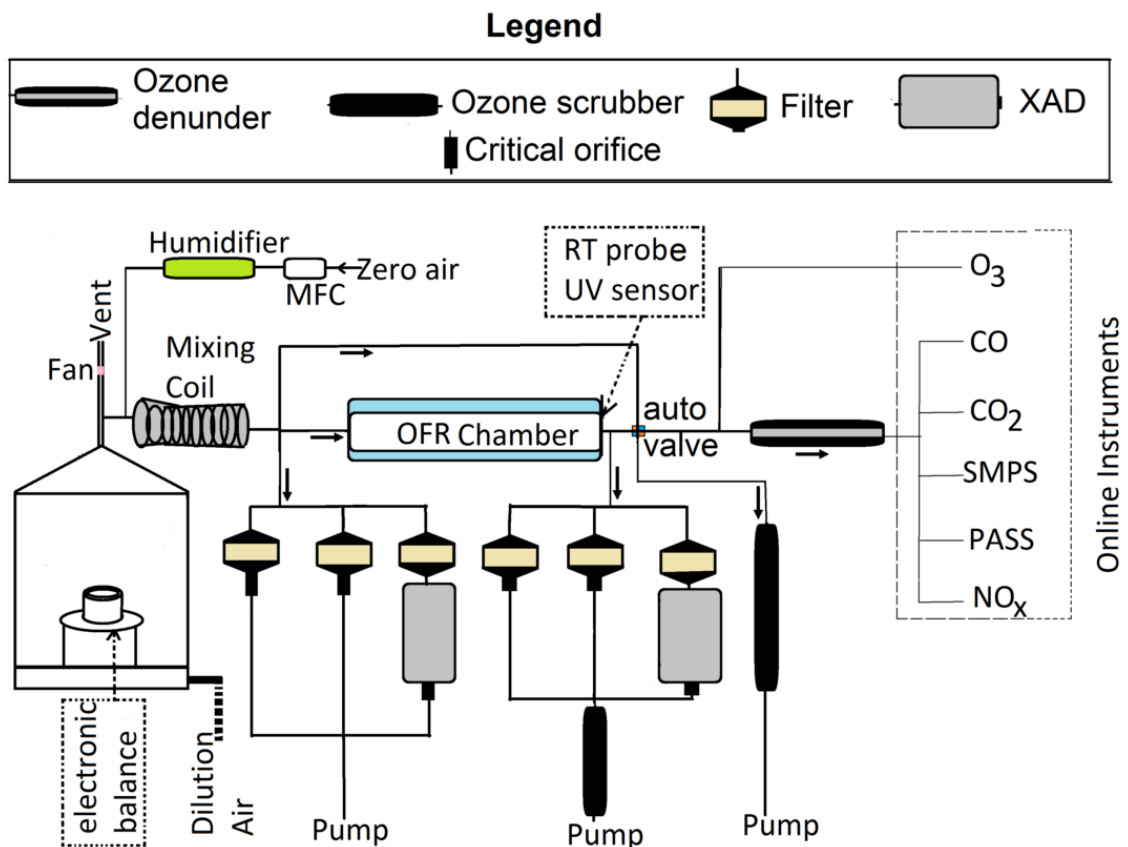 Legend
Ozone
denunder
Ozone scrubber
Filter
XAD
Critical orifice
Humidifier
MFC
Zero air
RT probe
UV sensor
Vent
Fan
Mixing
Coil
OFR Chamber
auto
valve
O3
CO
CO2
SMPS
PASS
NOx
Online Instruments
electronic
balance
Dilution
Air
Pump
Pump
Pump